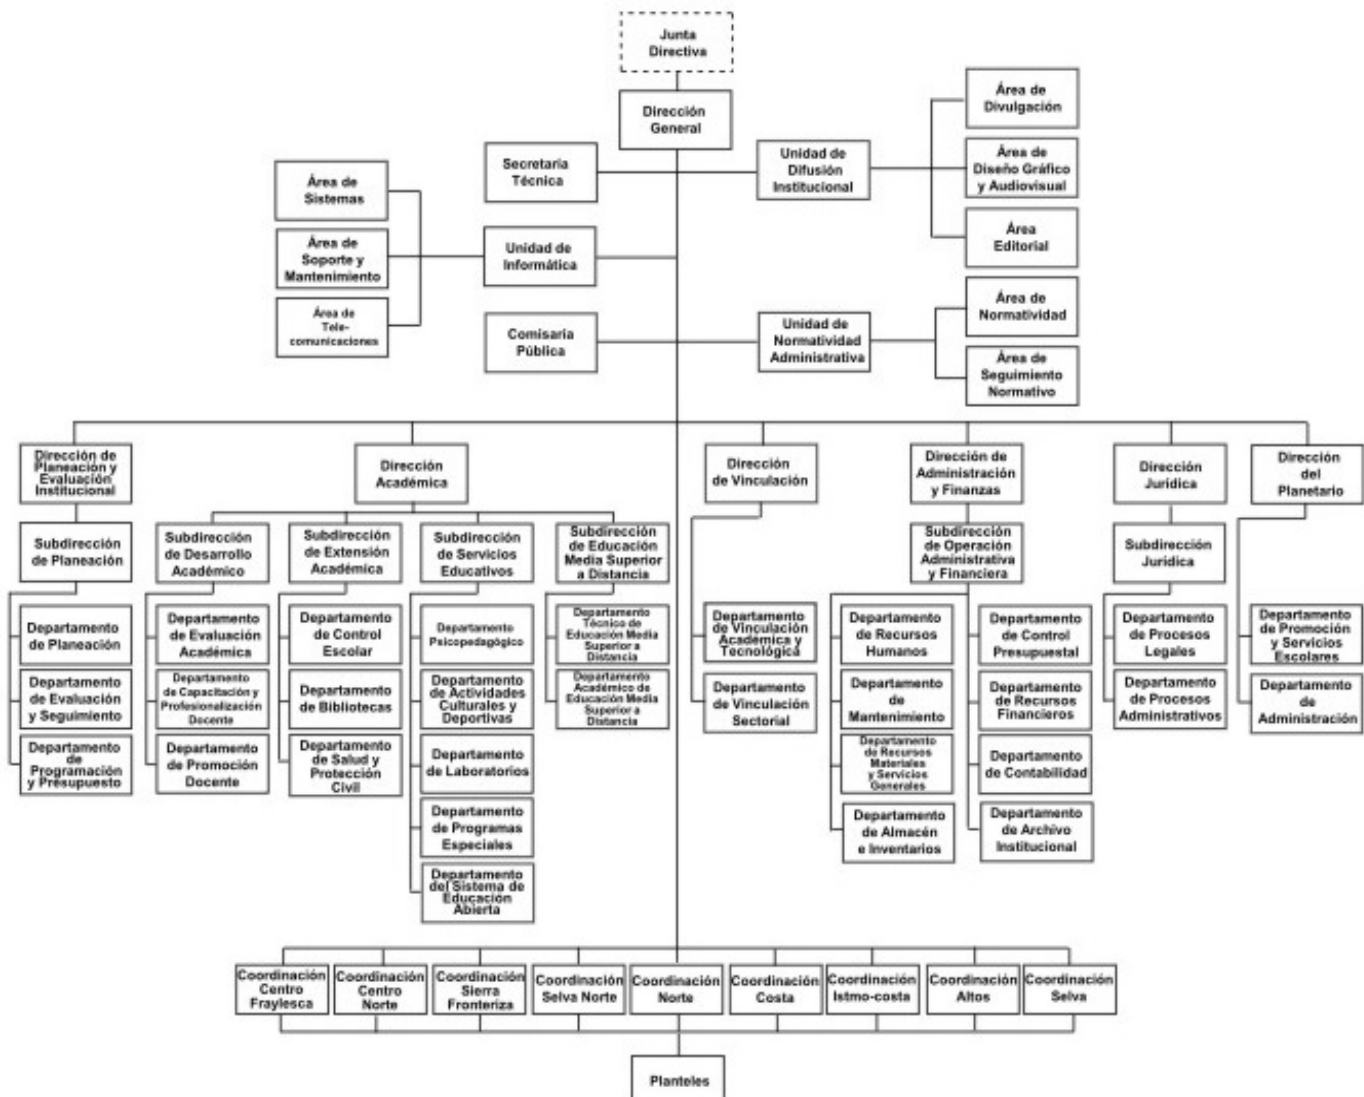 Junta
Directiva
Dirección
General
Secretaria
Técnica
Unidad de
Difusión
Institucional
Área de
Divulgación
Área de
Diseño Gráfico
y Audiovisual
Área
Editorial
Área de
Sistemas
Área de
Soporte y
Mantenimiento
Área de
Tele-
comunicaciones
Unidad de
Informática
Comisaria
Pública
Unidad de
Normatividad
Administrativa
Área de
Normatividad
Área de
Seguimiento
Normativo
Dirección de
Planeación y
Evaluación
Institucional
Dirección
Académica
Dirección
de Vinculación
Dirección de
Administración
y Finanzas
Dirección
Jurídica
Dirección
del
Planetario
Subdirección
de Planeación
Subdirección
de Desarrollo
Académico
Subdirección
de Extensión
Académica
Subdirección
de Servicios
Educativos
Subdirección
de Educación
Media Superior
a Distancia
Subdirección
de Operación
Administrativa
y Financiera
Subdirección
Jurídica
Departamento
de Planeación
Departamento
de Evaluación
y Seguimiento
Departamento
de
Programación
y Présupuesto
Departamento
de Evaluación
Académica
Departamento
de Capacitación y
Profesionalización
Docente
Departamento
de Promoción
Docente
Departamento
de Control
Escolar
Departamento
de Bibliotecas
Departamento
de Salud y
Protección
Civil
Departamento
Psicopedagógico
Departamento
de Actividades
Culturales y
Deportivas
Departamento
de Laboratorios
Departamento
de Programas
Especiales
Departamento
del Sistema de
Educación
Abierta
Departamento
Técnico de
Educación Media
Superior a
Distancia
Departamento
Académico de
Educación Media
Superior a
Distancia
Departamento
de Vinculación
Académica y
Tecnológica
Departamento
de Vinculación
Sectorial
Departamento
de Recursos
Humanos
Departamento
de
Mantenimiento
Departamento
de Recursos
Materiales
y Servicios
Generales
Departamento
de Almacén
e Inventarios
Departamento
de Control
Presupuestal
Departamento
de Recursos
Financieros
Departamento
de Contabilidad
Departamento
de Archivo
Institucional
Departamento
de Procesos
Legales
Departamento
de Procesos
Administrativos
Departamento
de Promoción
y Servicios
Escolares
Departamento
de
Administración
Coordinación
Centro
Fraylesca
Coordinación
Centro
Norte
Coordinación
Sierra
Fronteriza
Coordinación
Selva Norte
Coordinación
Norte
Coordinación
Costa
Coordinación
Istmo-costa
Coordinación
Altos
Coordinación
Selva
Planteles